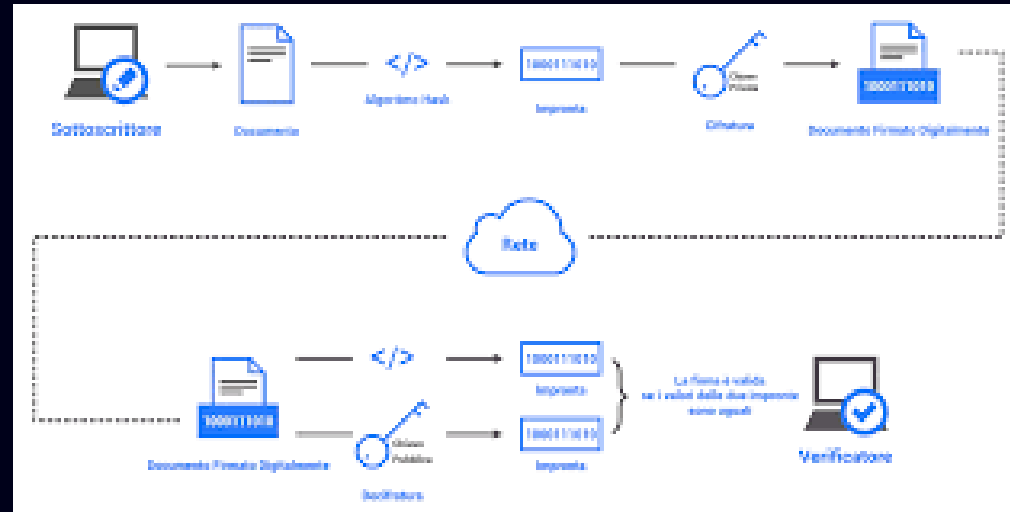 Sottoscrittore
Documento
</>
Algoritmo Hash
1000111010
Impronta
Chiave
Privata
Cifratura
1000111010
Documento Firmato Digitalmente
Rete
1000111010
Documento Firmato Digitalmente
</>
1000111010
Impronta
Chiave
Pubblica
Decifratura
1000111010
Impronta
La firma è valida
se i valori delle due impronte
sono uguali
Verificatore